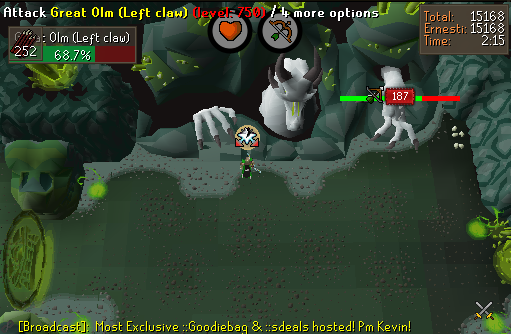 Attack Great Olm (Left claw) (level: 750) / 4 more options
Total: 15168
Ernesti: 15168
Time: 2:15
Olm (Left claw)
252
68.7%
187
[Broadcast]: Most Exclusive ::Goodiebag & ::sdeals hosted! Pm Kevin!